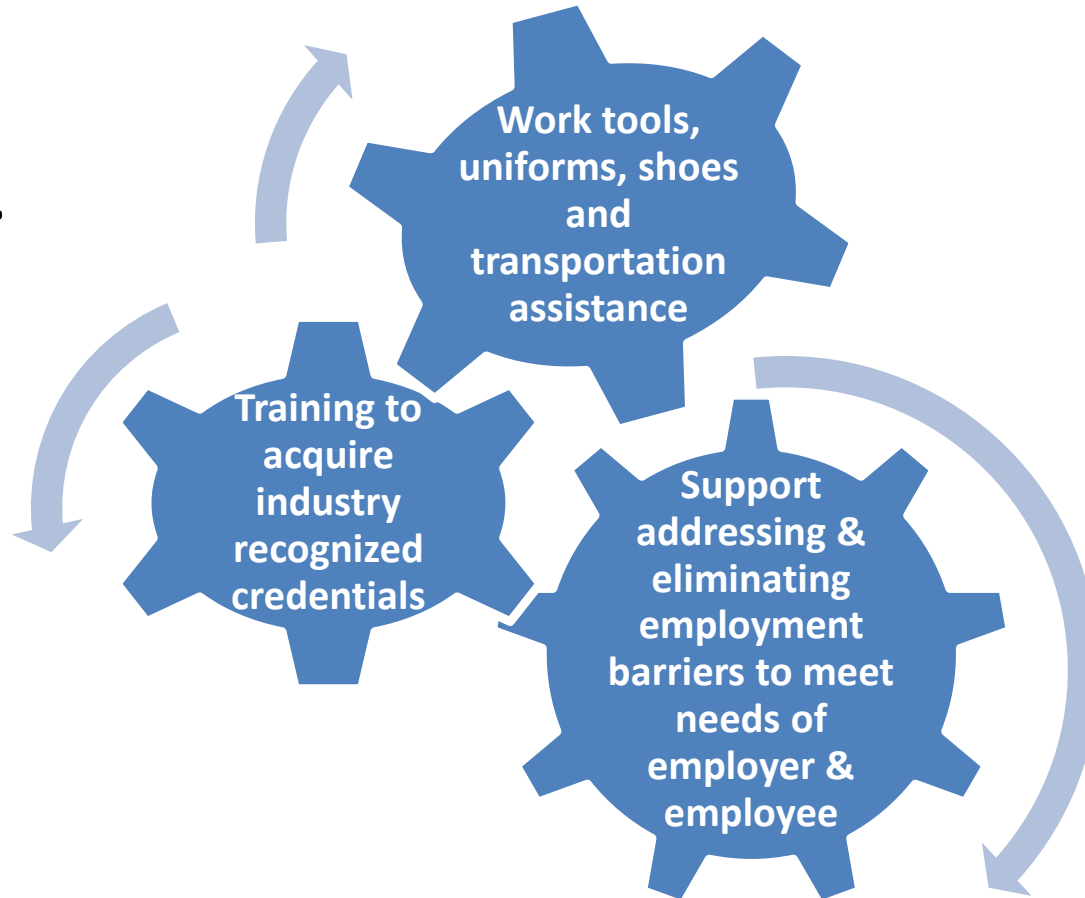 Work tools,
uniforms, shoes
and
transportation
assistance
Training to
acquire
industry
recognized
credentials
Support
addressing &
eliminating
employment
barriers to meet
needs of
employer &
employee